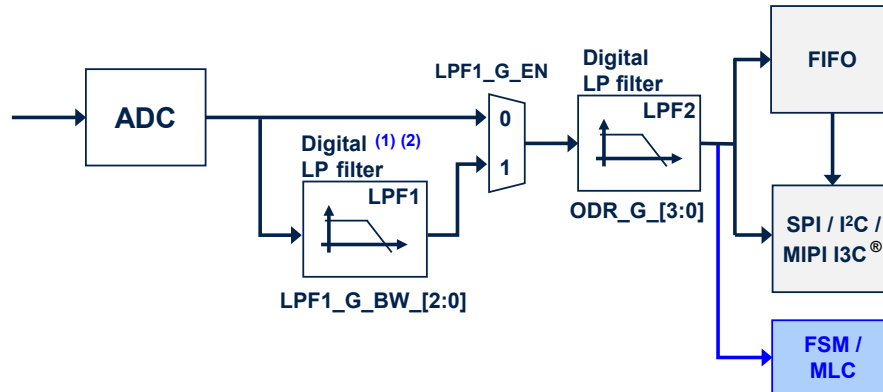 ADC
LPF1_G_EN
0
1
Digital (1) (2)
LP filter
LPF1
LPF1_G_BW_[2:0]
Digital
LP filter
LPF2
ODR_G_[3:0]
FIFO
SPI / I²C /
MIPI I3C®
FSM /
MLC